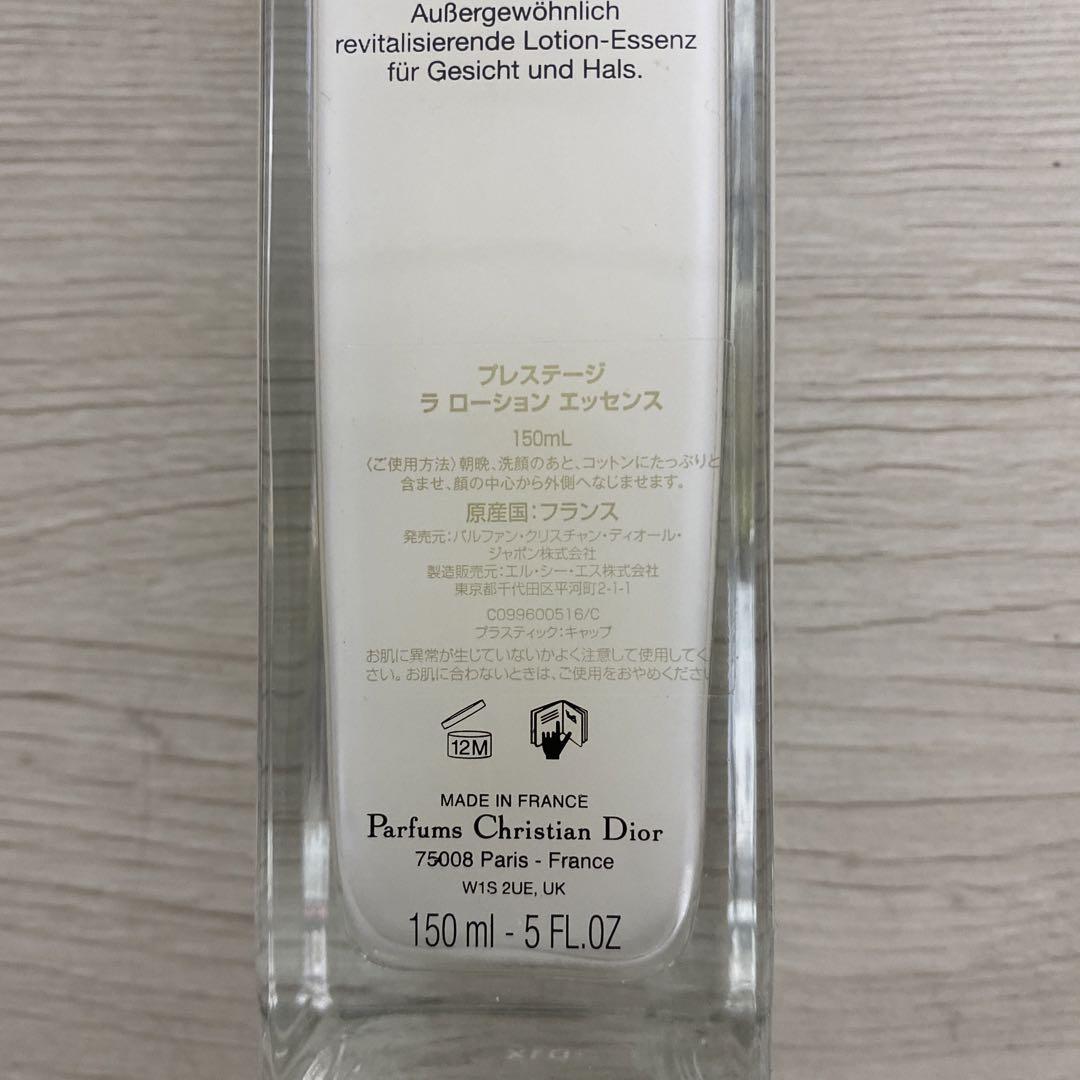 Außergewöhnlich
revitalisierende Lotion-Essenz
für Gesicht und Hals.
プレステージ
ラ ローション エッセンス
150mL
〈ご使用方法〉朝晩、洗顔のあと、コットンにたっぷりと
含ませ、顔の中心から外側へなじませます。
原産国：フランス
発売元：パルファン・クリスチャン・ディオール・
ジャポン株式会社
製造販売元：エル・シー・エス株式会社
東京都千代田区平河町2-1-1
C099600516/C
プラスティック：キャップ
お肌に異常が生じていないかよく注意して使用してく
さい。お肌に合わないときは、ご使用をおやめくださ
12M
MADE IN FRANCE
Parfums Christian Dior
75008 Paris - France
W1S 2UE, UK
150 ml - 5 FL.OZ